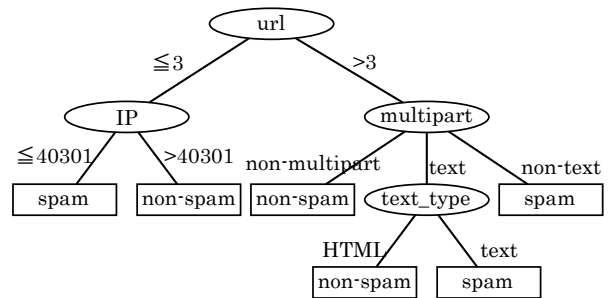 url
≦3 >3
IP multipart
≦40301 >40301 non-multipart text non-text
spam non-spam non-spam text_type spam
HTML text
non-spam spam